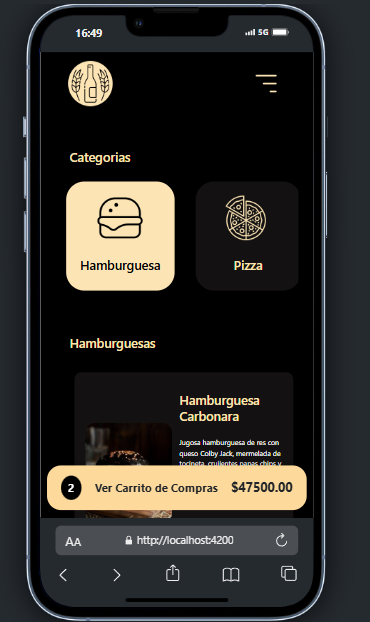 16:49
5G
Categorias
Hamburguesa
Pizza
Hamburguesas
Hamburguesa
Carbonara
Jugosa hamburguesa de res con
queso Colby Jack, mermelada de
tocineta, crujientes papas chips y
2 Ver Carrito de Compras $47500.00
AA http://localhost:4200